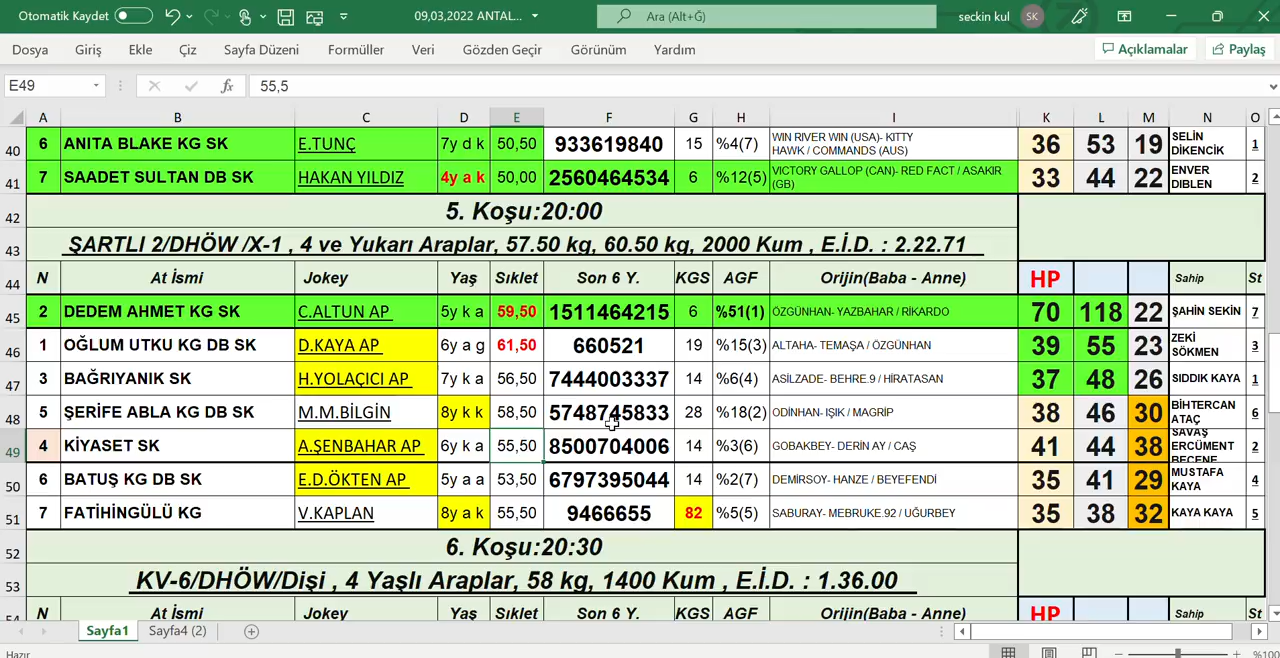 Otomatik Kaydet 09,03,2022 ANTAL... Ara (Alt+Ğ) seckin kul SK
Dosya Giriş Ekle Çiz Sayfa Düzeni Formüller Veri Gözden Geçir Görünüm Yardım Açıklamalar Paylaş
E49 fx 55,5
A B C D E F G H I K L M N O
40 6 ANITA BLAKE KG SK E.TUNÇ 7y d k 50,50 933619840 15 %4(7) WIN RIVER WIN (USA)- KITTY HAWK / COMMANDS (AUS) 36 53 19 SELİN DİKENCİK 1
41 7 SAADET SULTAN DB SK HAKAN YILDIZ 4y a k 50,00 2560464534 6 %12(5) VICTORY GALLOP (CAN)- RED FACT / ASAKIR (GB) 33 44 22 ENVER DIBLEN 2
42 5. Koşu:20:00
43 ŞARTLI 2/DHÖW /X-1 , 4 ve Yukarı Araplar, 57.50 kg, 60.50 kg, 2000 Kum , E.İ.D. : 2.22.71
44 N At İsmi Jokey Yaş Sıklet Son 6 Y. KGS AGF Orijin(Baba - Anne) HP Sahip St
45 2 DEDEM AHMET KG SK C.ALTUN AP 5y k a 59,50 1511464215 6 %51(1) ÖZGÜNHAN- YAZBAHAR / RİKARDO 70 118 22 ŞAHİN SEKİN 7
46 1 OĞLUM UTKU KG DB SK D.KAYA AP 6y a g 61,50 660521 19 %15(3) ALTAHA- TEMAŞA / ÖZGÜNHAN 39 55 23 ZEKİ SÖKMEN 3
47 3 BAĞRIYANIK SK H.YOLAÇICI AP 7y k a 56,50 7444003337 14 %6(4) ASİLZADE- BEHRE.9 / HİRATASAN 37 48 26 SIDDIK KAYA 1
48 5 ŞERİFE ABLA KG DB SK M.M.BİLGİN 8y k k 58,50 5748745833 28 %18(2) ODİNHAN- IŞIK / MAGRİP 38 46 30 BİHTERCAN ATAÇ 6
49 4 KİYASET SK A.ŞENBAHAR AP 6y k a 55,50 8500704006 14 %3(6) GOBAKBEY- DERİN AY / CAŞ 41 44 38 SAVAŞ ERCÜMENT BECENE 2
50 6 BATUŞ KG DB SK E.D.ÖKTEN AP 5y a a 53,50 6797395044 14 %2(7) DEMİRSOY- HANZE / BEYEFENDİ 35 41 29 MUSTAFA KAYA 4
51 7 FATİHİNGÜLÜ KG V.KAPLAN 8y a k 55,50 9466655 82 %5(5) SABURAY- MEBRUKE.92 / UĞURBEY 35 38 32 KAYA KAYA 5
52 6. Koşu:20:30
53 KV-6/DHÖW/Dişi , 4 Yaşlı Araplar, 58 kg, 1400 Kum , E.İ.D. : 1.36.00
54 N At İsmi Jokey Yaş Sıklet Son 6 Y. KGS AGF Orijin(Baba - Anne) HP Sahip St
Sayfa1 Sayfa4 (2)
Hazır %100